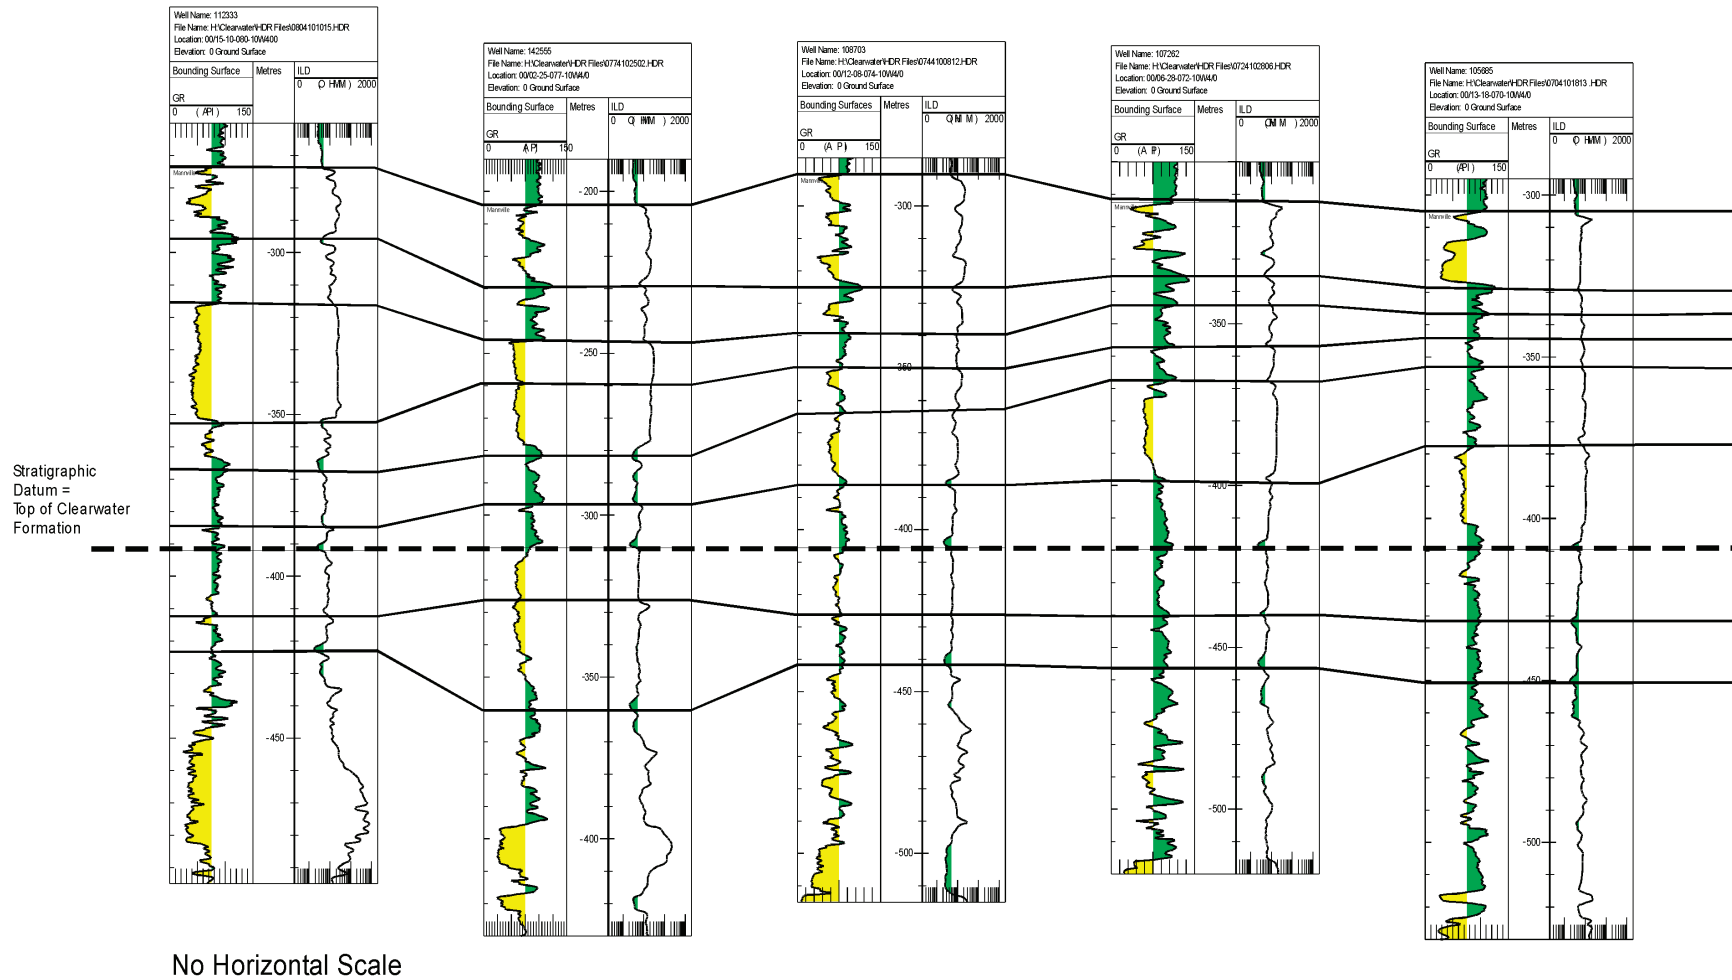 Well Name: 112333
File Name: H:\Clearwater\HDR Files\0804101015.HDR
Location: 00/15-10-080-10W400
Elevation: 0 Ground Surface
Bounding Surface Metres ILD
0 (OHMM) 2000
GR
0 (API) 150
Mannville
-300
-350
-400
-450
Well Name: 142555
File Name: H:\Clearwater\HDR Files\0774102502.HDR
Location: 00/02-25-077-10W4/0
Elevation: 0 Ground Surface
Bounding Surface Metres ILD
0 (OHMM) 2000
GR
0 (API) 150
Mannville
-200
-250
-300
-350
-400
Well Name: 108703
File Name: H:\Clearwater\HDR Files\0744100812.HDR
Location: 00/12-08-074-10W4/0
Elevation: 0 Ground Surface
Bounding Surfaces Metres ILD
0 (OHMM) 2000
GR
0 (API) 150
Mannville
-300
-350
-400
-450
-500
Well Name: 107262
File Name: H:\Clearwater\HDR Files\0724102806.HDR
Location: 00/06-28-072-10W4/0
Elevation: 0 Ground Surface
Bounding Surface Metres ILD
0 (OHMM) 2000
GR
0 (API) 150
Mannville
-350
-400
-450
-500
Well Name: 105685
File Name: H:\Clearwater\HDR Files\0704101813.HDR
Location: 00/13-18-070-10W4/0
Elevation: 0 Ground Surface
Bounding Surface Metres ILD
0 (OHMM) 2000
GR
0 (API) 150
Mannville
-300
-350
-400
-450
-500
Stratigraphic
Datum =
Top of Clearwater
Formation
No Horizontal Scale